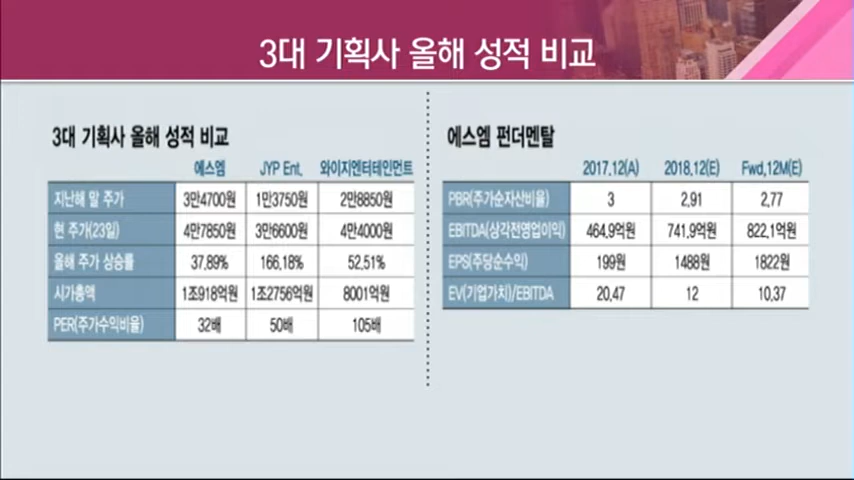 3대 기획사 올해 성적 비교
3대 기획사 올해 성적 비교
에스엠 JYP Ent. 와이지엔터테인먼트
지난해 말 주가 3만4700원 1만3750원 2만8850원
현 주가(23일) 4만7850원 3만6600원 4만4000원
올해 주가 상승률 37.89% 166.18% 52.51%
시가총액 1조918억원 1조2756억원 8001억원
PER(주가수익비율) 32배 50배 105배
에스엠 펀더멘탈
2017.12(A) 2018.12(E) Fwd.12M(E)
PBR(주가순자산비율) 3 2.91 2.77
EBITDA(상각전영업이익) 464.9억원 741.9억원 822.1억원
EPS(주당순수익) 199원 1488원 1822원
EV(기업가치)/EBITDA 20.47 12 10.37